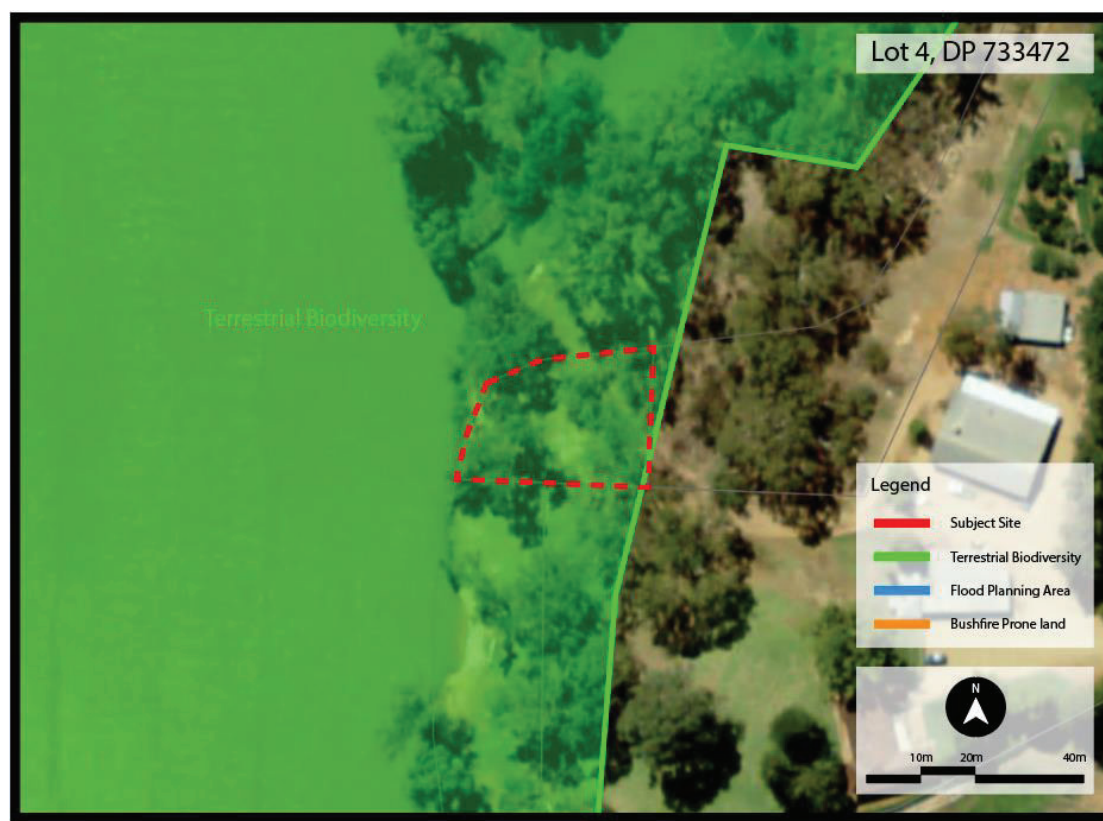 Lot 4, DP 733472
Terrestrial Biodiversity
Legend
Subject Site
Terrestrial Biodiversity
Flood Planning Area
Bushfire Prone land
N
10m 20m 40m